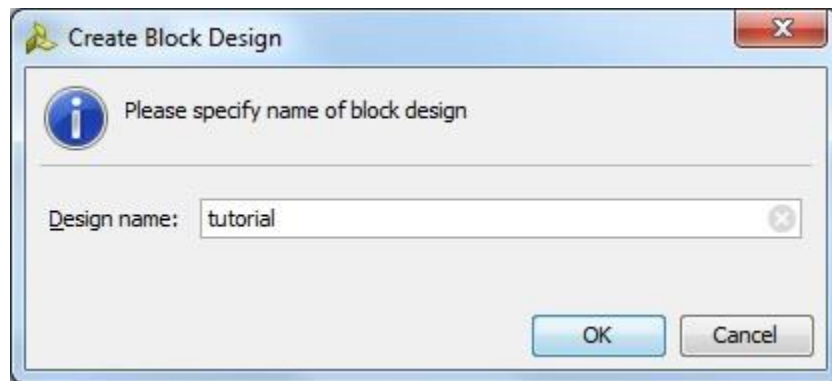 Create Block Design
Please specify name of block design
Design name: tutorial
OK Cancel